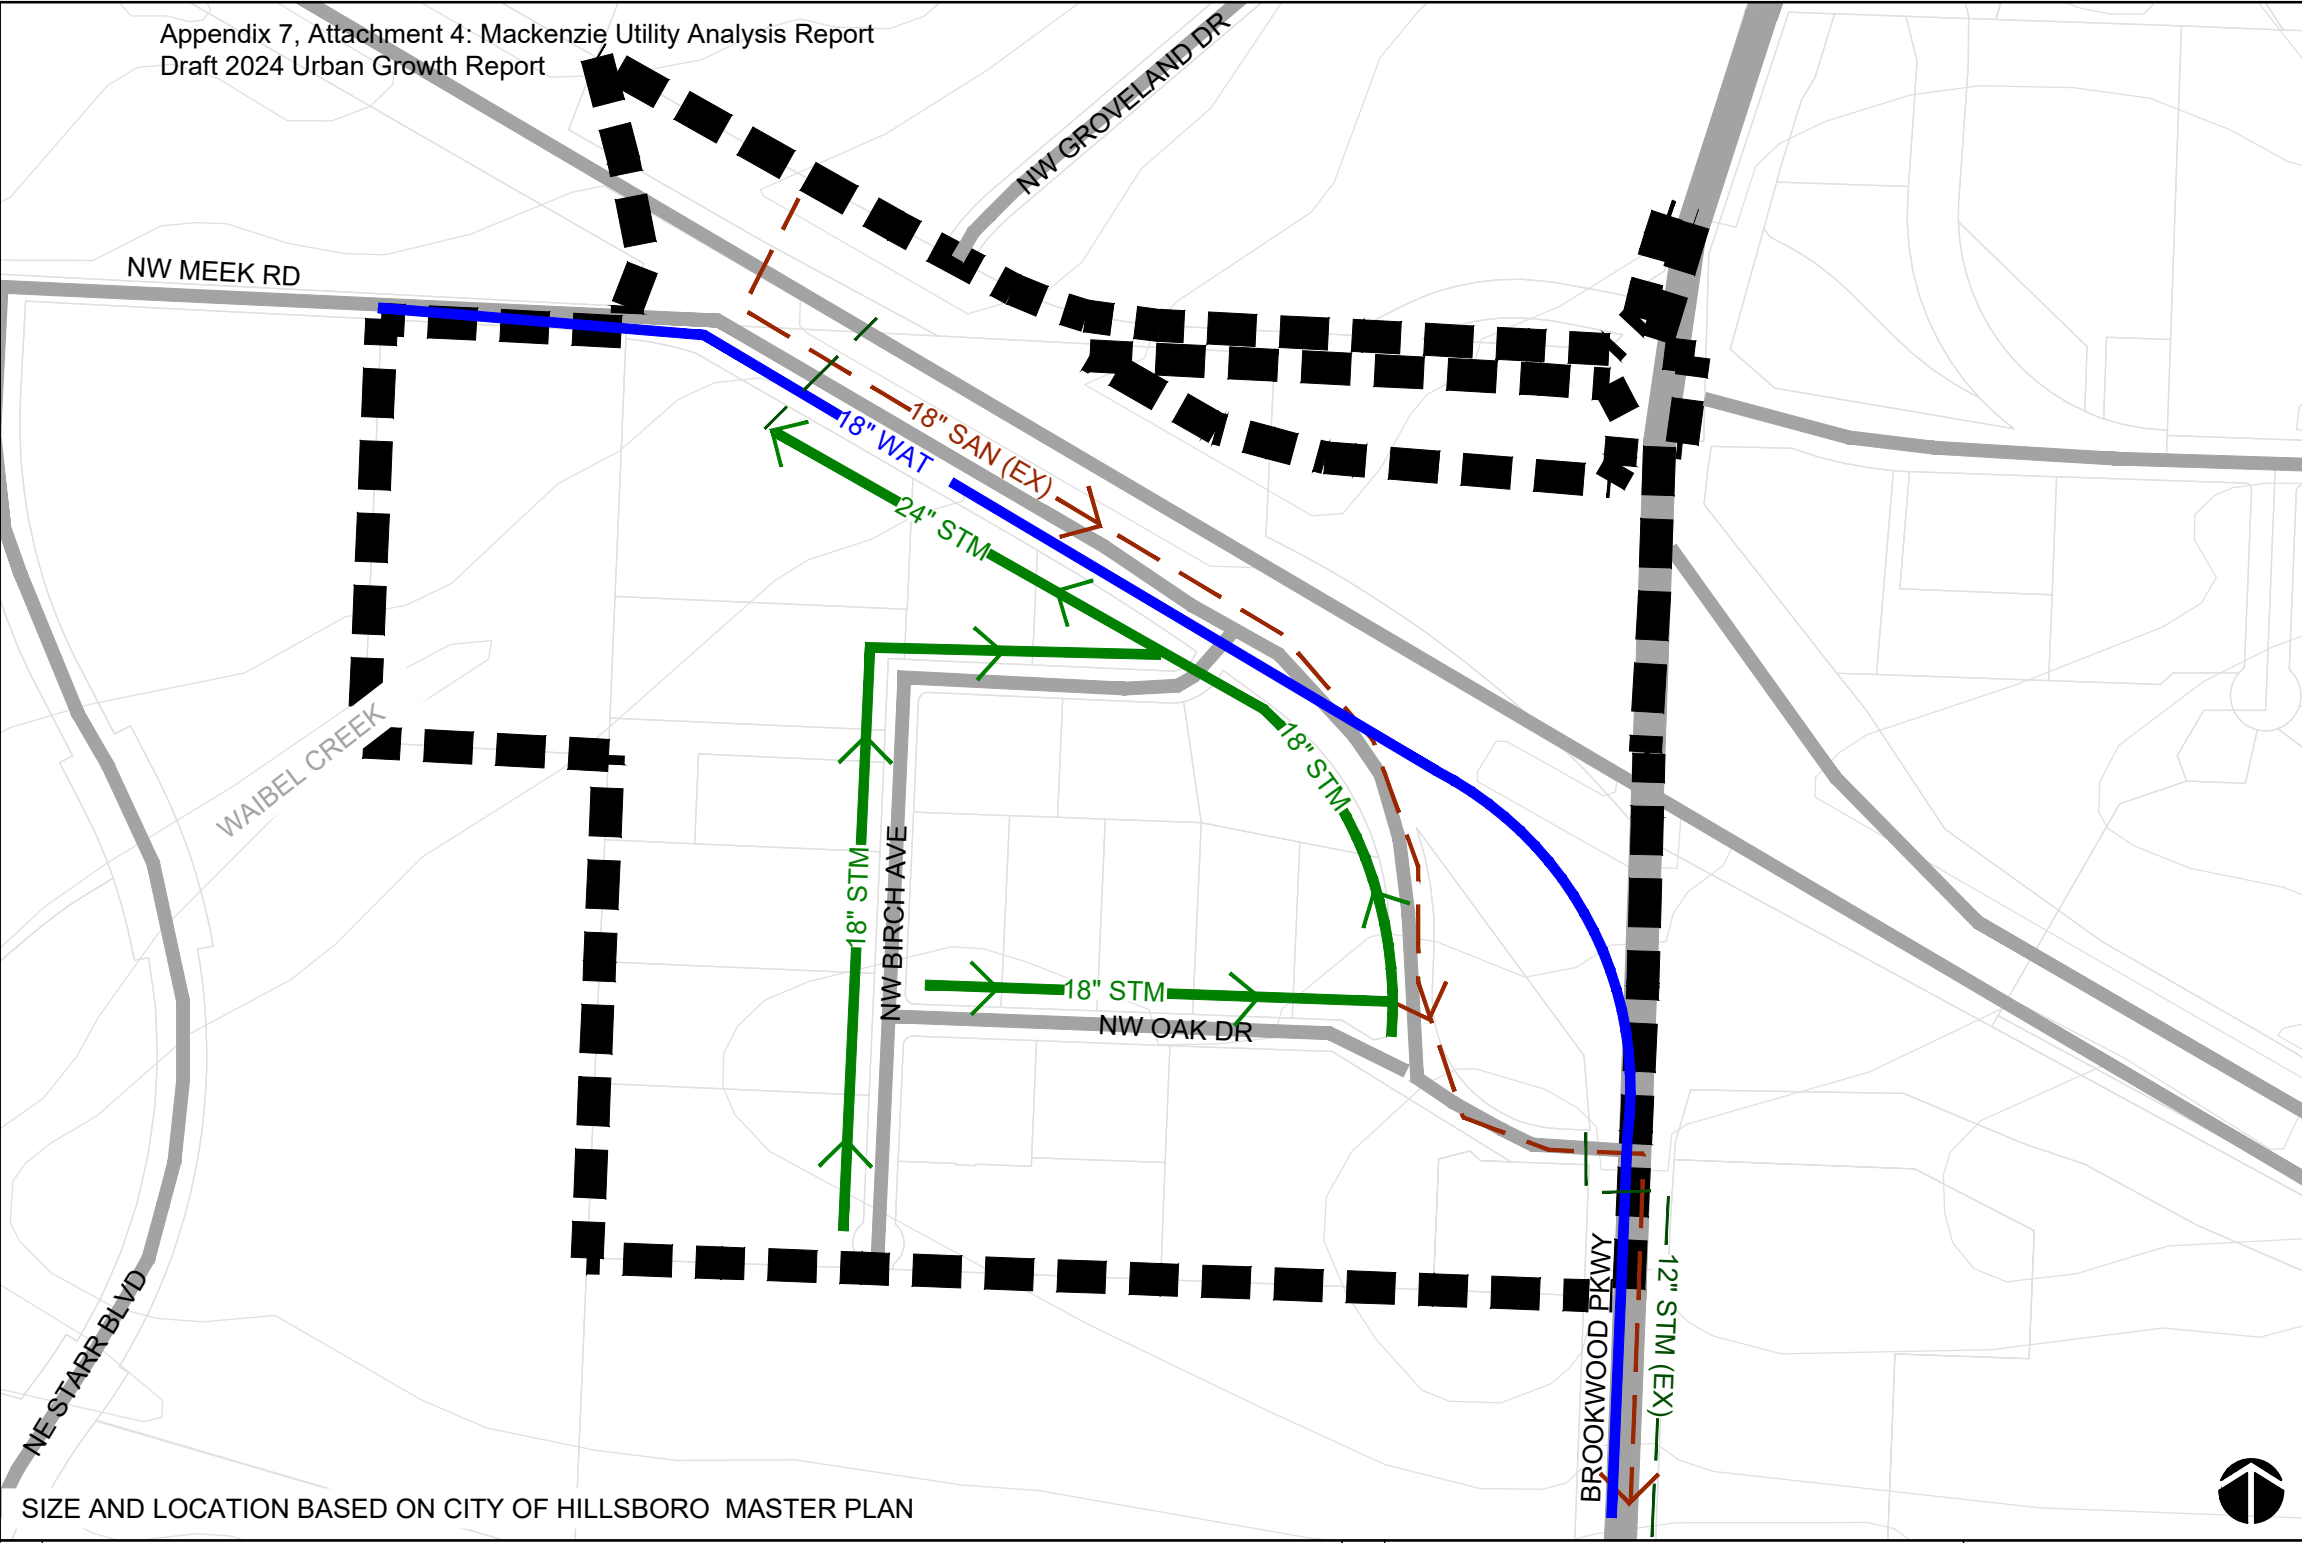 Appendix 7, Attachment 4: Mackenzie Utility Analysis Report
Draft 2024 Urban Growth Report
NW GROVELAND DR
NW MEEK RD
18" SAN (EX)
18" WAT
24" STM
18" STM
WAIBEL CREEK
18" STM
NW BIRCH AVE
18" STM
NW OAK DR
BROOKWOOD PKWY
12" STM (EX)
NE STARR BLVD
SIZE AND LOCATION BASED ON CITY OF HILLSBORO  MASTER PLAN